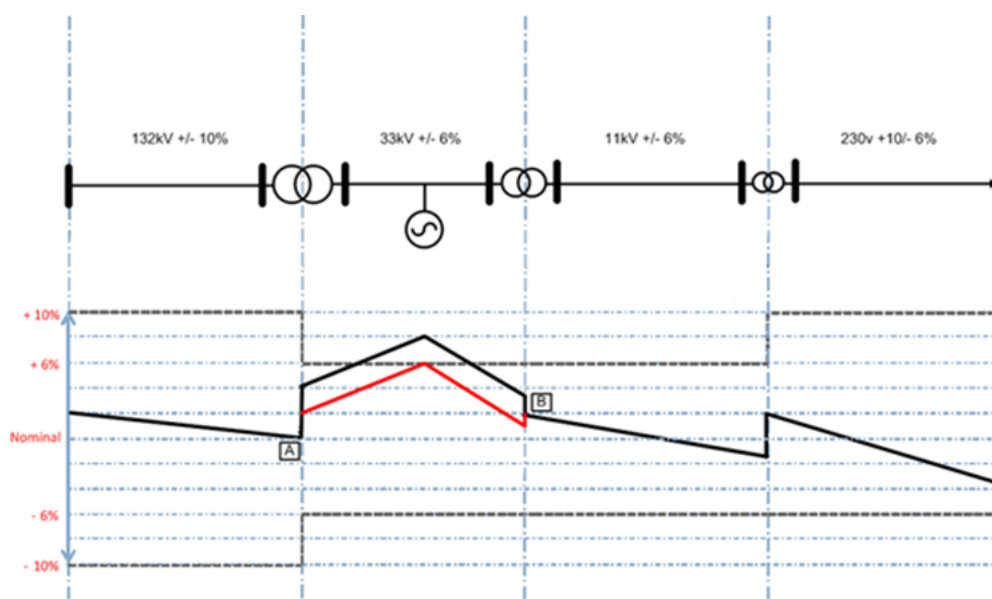 132kV +/- 10%
33kV +/- 6%
11kV +/- 6%
230v +10/- 6%
+ 10%
+ 6%
B
Nominal
A
- 6%
- 10%